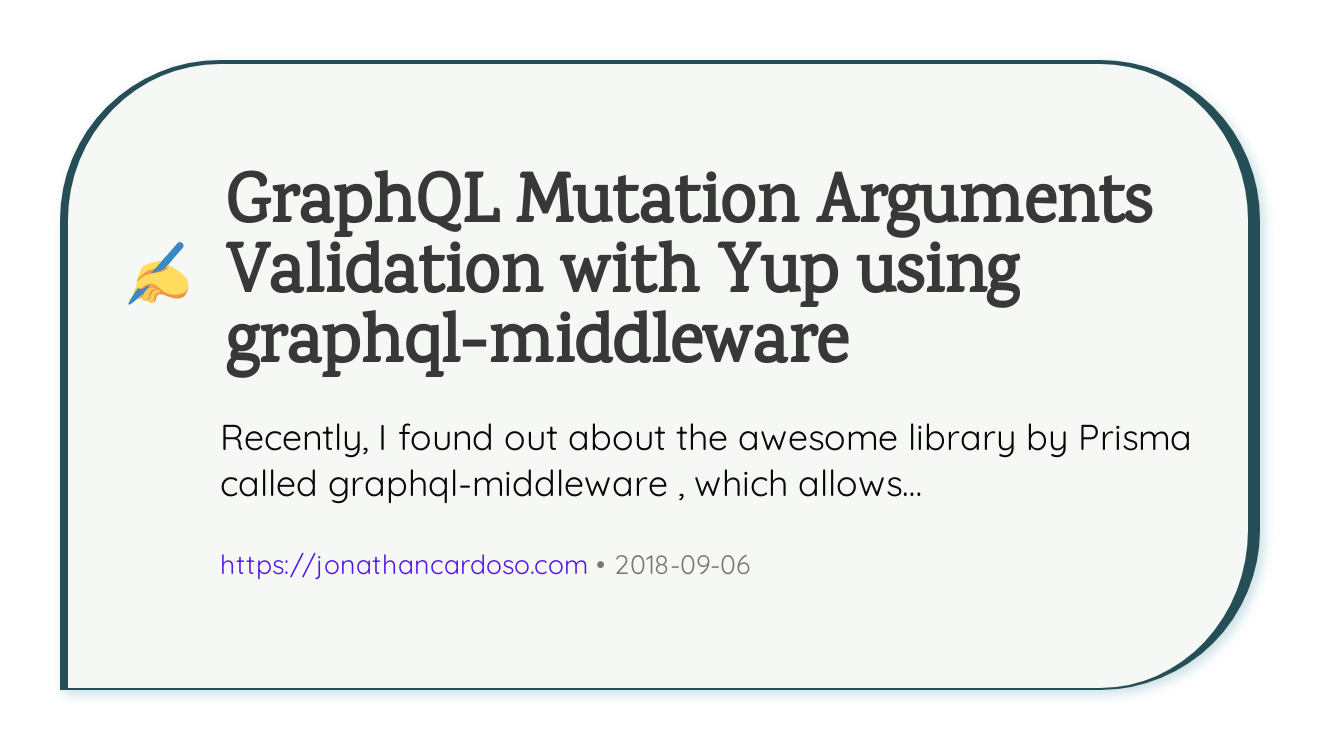 GraphQL Mutation Arguments
Validation with Yup using
graphql-middleware
Recently, I found out about the awesome library by Prisma
called graphql-middleware , which allows...
https://jonathancardoso.com • 2018-09-06